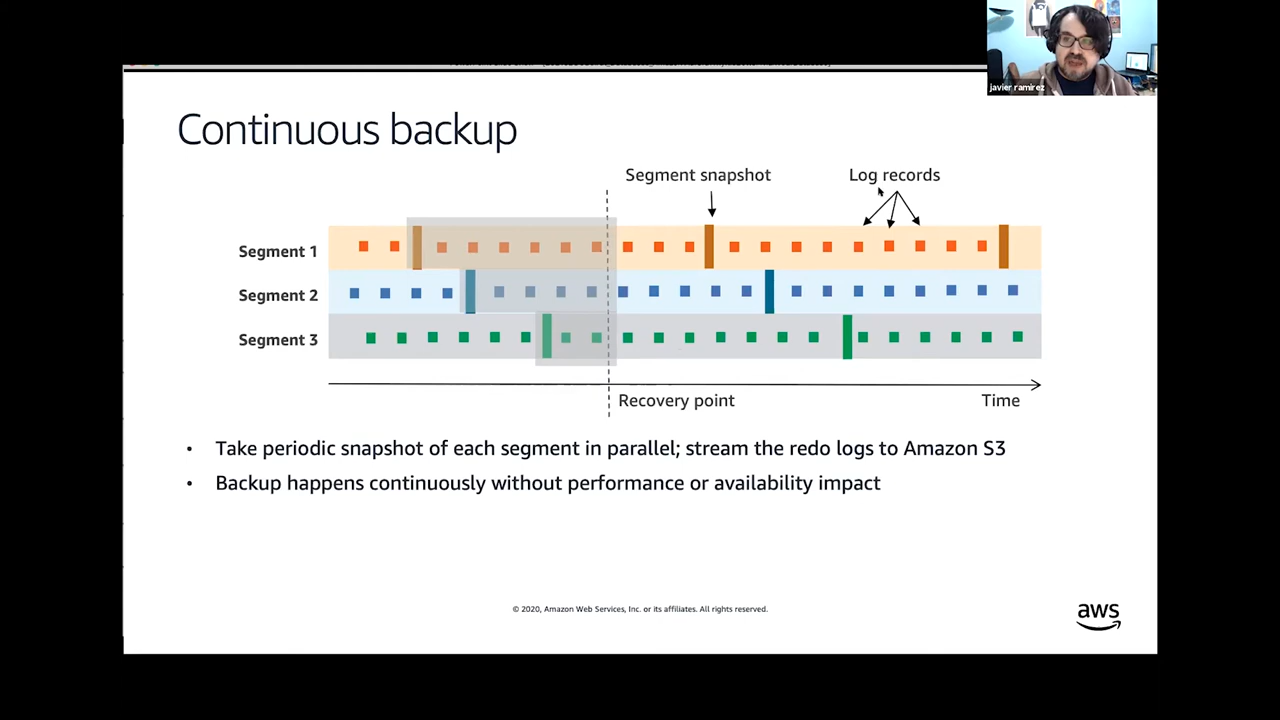 javier ramirez
Continuous backup
Segment snapshot
Log records
Segment 1
Segment 2
Segment 3
Recovery point
Time
• Take periodic snapshot of each segment in parallel; stream the redo logs to Amazon S3
• Backup happens continuously without performance or availability impact
© 2020, Amazon Web Services, Inc. or its affiliates. All rights reserved.
aws